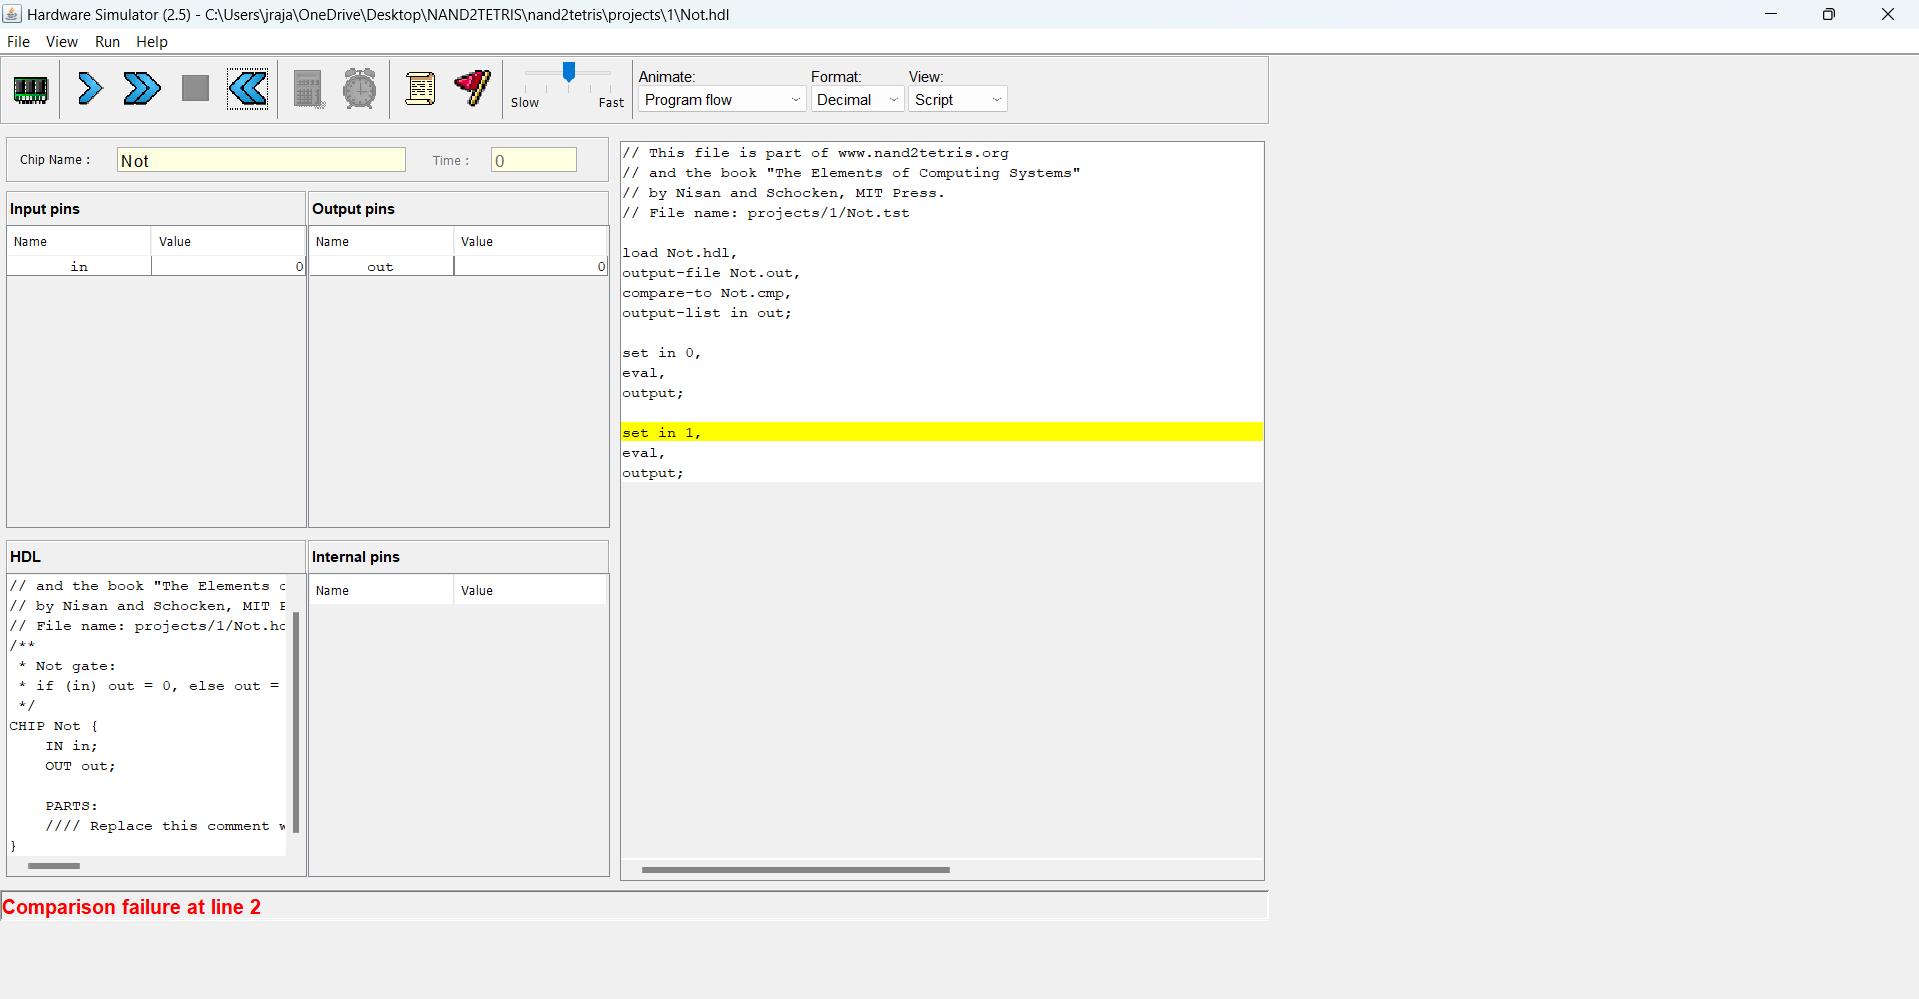 Hardware Simulator (2.5) - C:\Users\jraja\OneDrive\Desktop\NAND2TETRIS\nand2tetris\projects\1\Not.hdl
File View Run Help
Slow Fast
Animate: Format: View:
Program flow Decimal Script
Chip Name : Not Time : 0
Input pins
Name Value
in 0
Output pins
Name Value
out 0
HDL
// and the book "The Elements
// by Nisan and Schocken, MIT
// File name: projects/1/Not.
/**
* Not gate:
* if (in) out = 0, else out =
*/
CHIP Not {
IN in;
OUT out;
PARTS:
//// Replace this comment
}
Internal pins
Name Value
// This file is part of www.nand2tetris.org
// and the book "The Elements of Computing Systems"
// by Nisan and Schocken, MIT Press.
// File name: projects/1/Not.tst
load Not.hdl,
output-file Not.out,
compare-to Not.cmp,
output-list in out;
set in 0,
eval,
output;
set in 1,
eval,
output;
Comparison failure at line 2